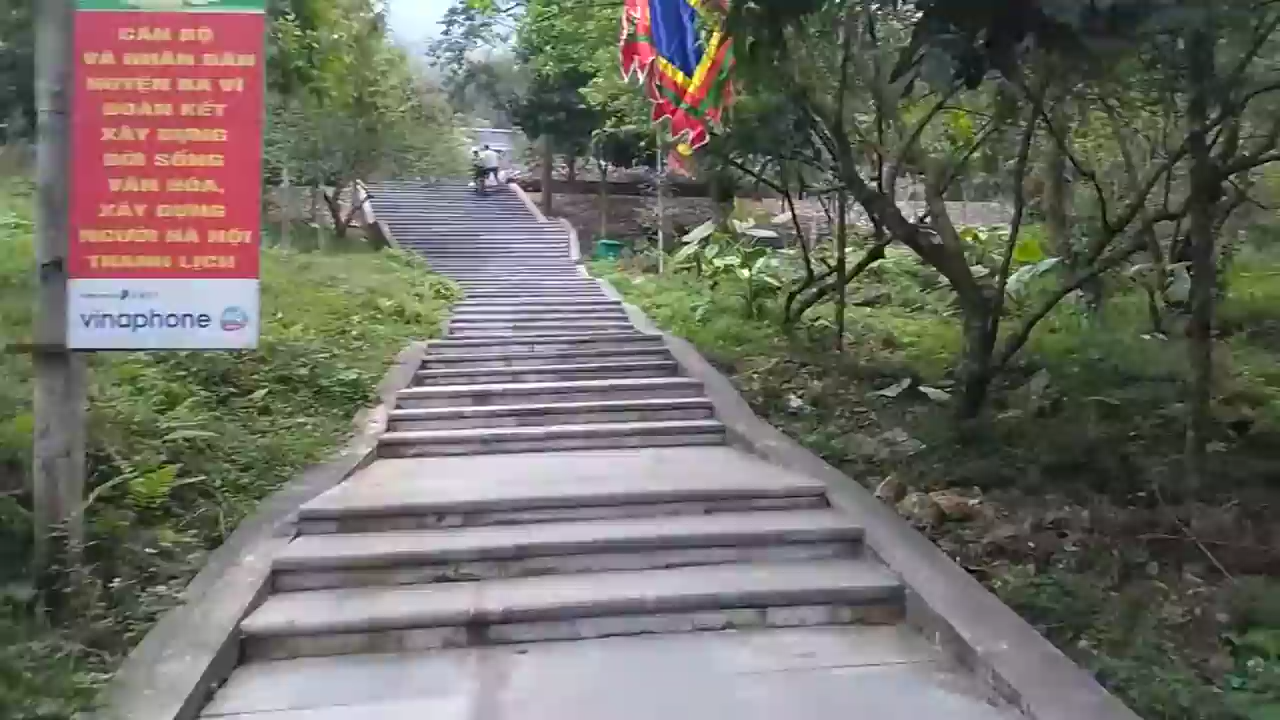 CÁN BỘ
VÀ NHÂN DÂN
HUYỆN BA VÌ
ĐOÀN KẾT
XÂY DỰNG
ĐỜI SỐNG
VĂN HÓA,
XÂY DỰNG
NGƯỜI HÀ NỘI
THANH LỊCH
vinaphone